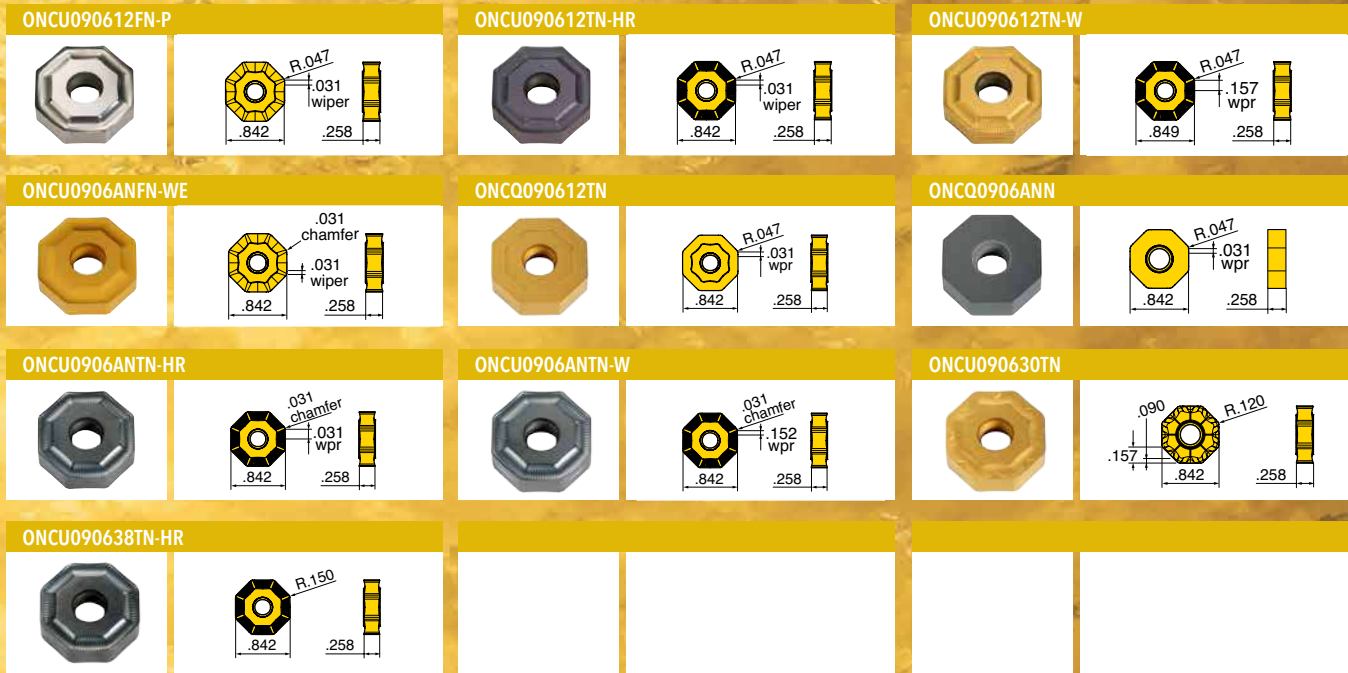 ONCU090612FN-P
R.047
.031
wiper
.842
.258
ONCU090612TN-HR
R.047
.031
wiper
.842
.258
ONCU090612TN-W
R.047
.157
wpr
.849
.258
ONCU0906ANFN-WE
.031
chamfer
.031
wiper
.842
.258
ONCQ090612TN
R.047
.031
wpr
.842
.258
ONCQ0906ANN
R.047
.031
wpr
.842
.258
ONCU0906ANTN-HR
.031
chamfer
.031
wpr
.842
.258
ONCU0906ANTN-W
.031
chamfer
.152
wpr
.842
.258
ONCU090630TN
.090
R.120
.157
.842
.258
ONCU090638TN-HR
R.150
.842
.258